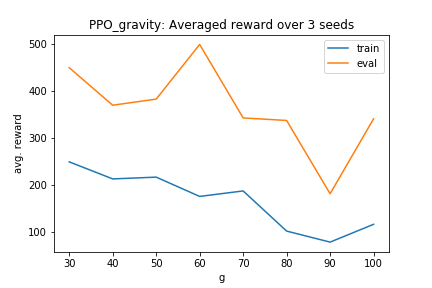 PPO_gravity: Averaged reward over 3 seeds
train
eval
500
400
300
200
100
avg. reward
30 40 50 60 70 80 90 100
g